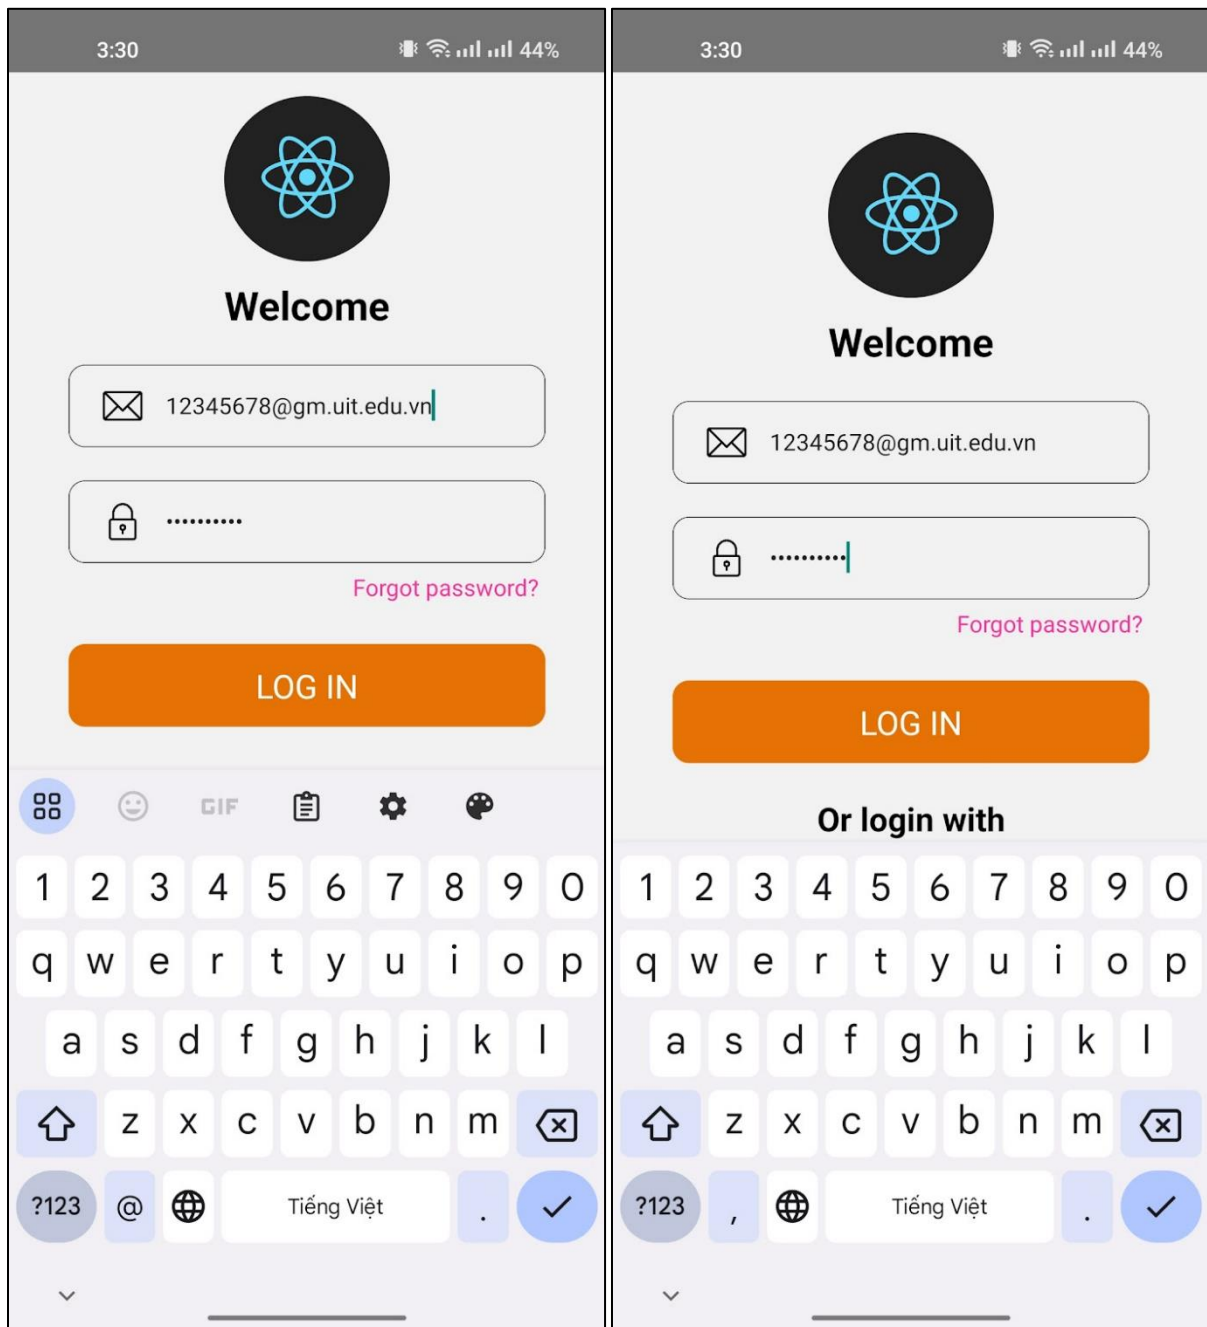 3:30
44%
Welcome
12345678@gm.uit.edu.vn
••••••••••
Forgot password?
LOG IN
GIF
1 2 3 4 5 6 7 8 9 0
q w e r t y u i o p
a s d f g h j k l
z x c v b n m
?123 @ Tiếng Việt .
3:30
44%
Welcome
12345678@gm.uit.edu.vn
••••••••••
Forgot password?
LOG IN
Or login with
1 2 3 4 5 6 7 8 9 0
q w e r t y u i o p
a s d f g h j k l
z x c v b n m
?123 , Tiếng Việt .